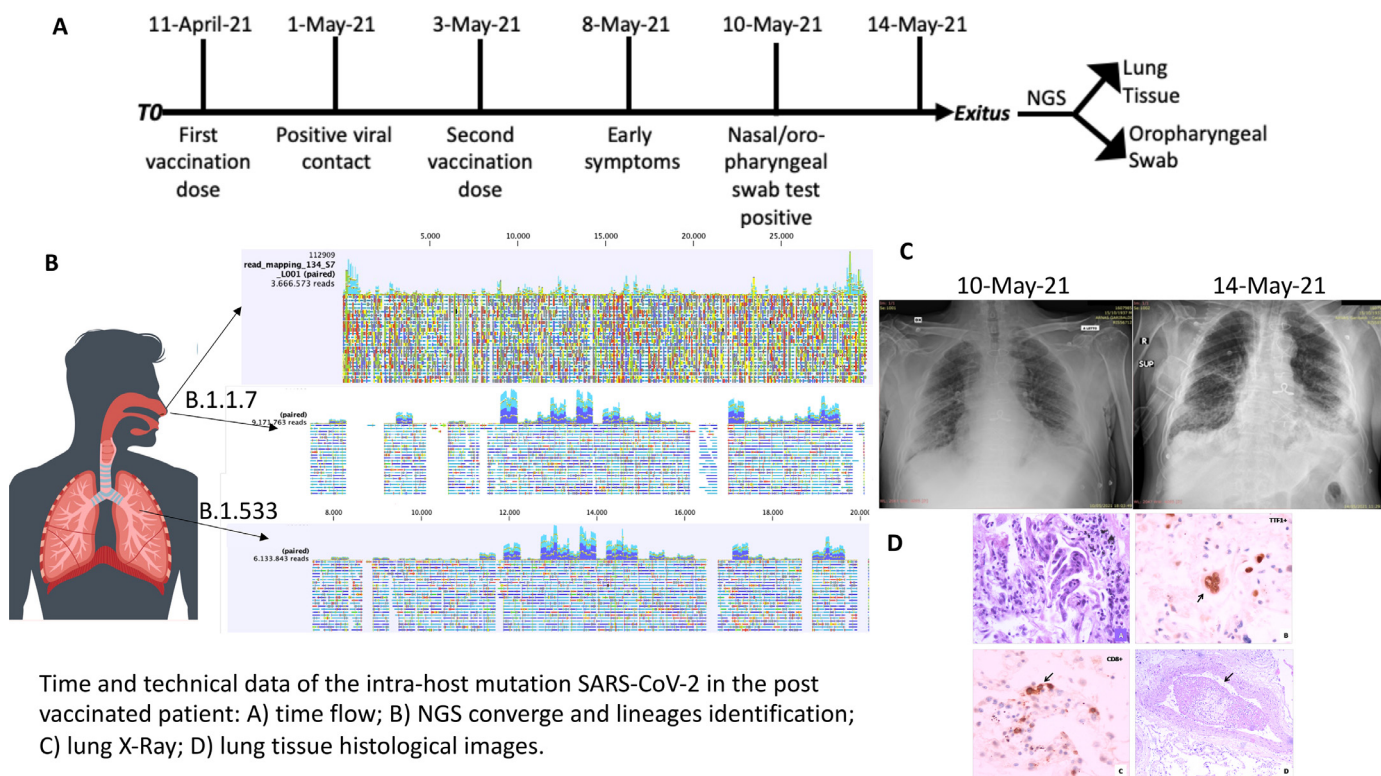 A
11-April-21
1-May-21
3-May-21
8-May-21
10-May-21
14-May-21
T0
Exitus
NGS
Lung
Tissue
Oropharyngeal
Swab
First
vaccination
dose
Positive viral
contact
Second
vaccination
dose
Early
symptoms
Nasal/oro-
pharyngeal
swab test
positive
B
5,000
10,000
15,000
20,000
25,000
112909
read_mapping_134_S7
_L001 (paired)
3.666.573 reads
B.1.1.7
(paired)
9,171,763 reads
B.1.533
8,000
10,000
12,000
14,000
16,000
18,000
20,00
(paired)
6.133.843 reads
C
10-May-21
14-May-21
R
SUP
D
A
TTF1+
B
CD8+
C
D
Time and technical data of the intra-host mutation SARS-CoV-2 in the post
vaccinated patient: A) time flow; B) NGS converge and lineages identification;
C) lung X-Ray; D) lung tissue histological images.